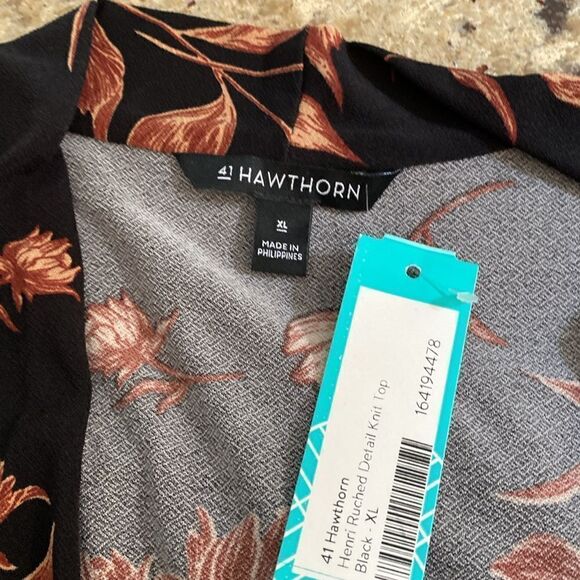 41 HAWTHORN
XL
MADE IN
PHILIPPINES
41 Hawthorn
Henri Ruched Detail Knit Top
Black - XL
164194478